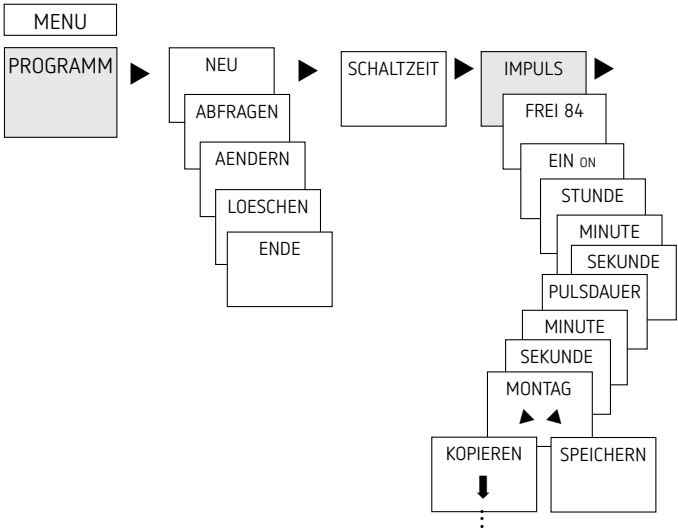 MENU
PROGRAMM
NEU
ABFRAGEN
AENDERN
LOESCHEN
ENDE
SCHALTZEIT
IMPULS
FREI 84
EIN ON
STUNDE
MINUTE
SEKUNDE
PULSDAUER
MINUTE
SEKUNDE
MONTAG
KOPIEREN
SPEICHERN